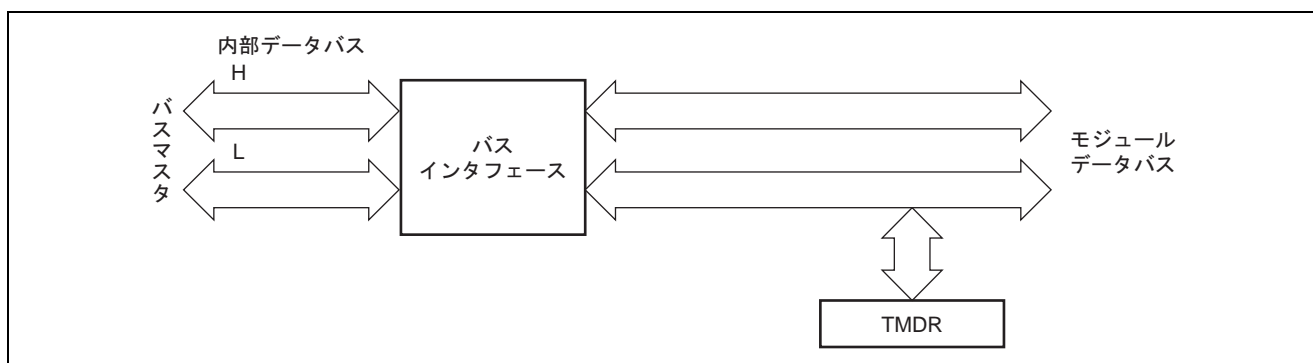 内部データバス
H
バスマスタ
L
バス
インタフェース
モジュール
データバス
TMDR